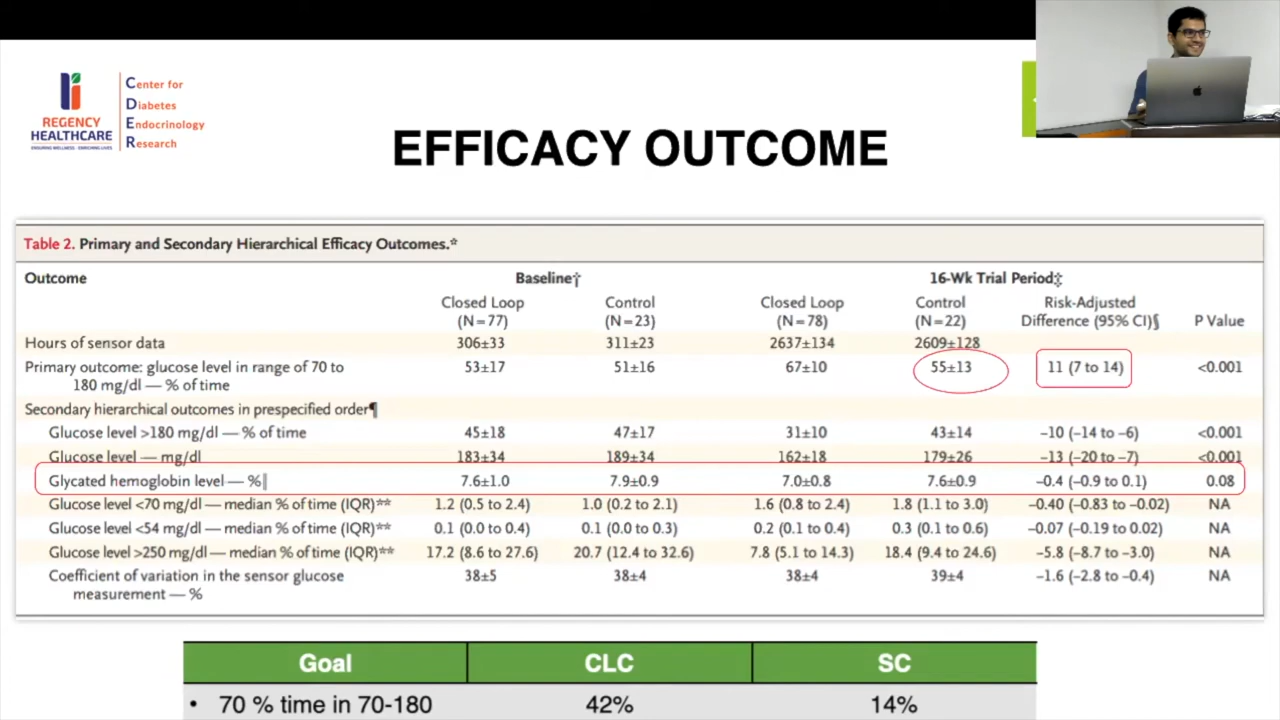 REGENCY
HEALTHCARE
ENSURING WELLNESS . ENRICHING LIVES
Center for
Diabetes
Endocrinology
Research
EFFICACY OUTCOME
Table 2. Primary and Secondary Hierarchical Efficacy Outcomes.*
Outcome Baseline† 16-Wk Trial Period‡
Closed Loop Control Closed Loop Control Risk-Adjusted
(N=77) (N=23) (N=78) (N=22) Difference (95% CI)§ P Value
Hours of sensor data 306±33 311±23 2637±134 2609±128
Primary outcome: glucose level in range of 70 to 53±17 51±16 67±10 55±13 11 (7 to 14) <0.001
180 mg/dl — % of time
Secondary hierarchical outcomes in prespecified order¶
Glucose level >180 mg/dl — % of time 45±18 47±17 31±10 43±14 −10 (−14 to −6) <0.001
Glucose level — mg/dl 183±34 189±34 162±18 179±26 −13 (−20 to −7) <0.001
Glycated hemoglobin level — %‖ 7.6±1.0 7.9±0.9 7.0±0.8 7.6±0.9 −0.4 (−0.9 to 0.1) 0.08
Glucose level <70 mg/dl — median % of time (IQR)** 1.2 (0.5 to 2.4) 1.0 (0.2 to 2.1) 1.6 (0.8 to 2.4) 1.8 (1.1 to 3.0) −0.40 (−0.83 to −0.02) NA
Glucose level <54 mg/dl — median % of time (IQR)** 0.1 (0.0 to 0.4) 0.1 (0.0 to 0.3) 0.2 (0.1 to 0.4) 0.3 (0.1 to 0.6) −0.07 (−0.19 to 0.02) NA
Glucose level >250 mg/dl — median % of time (IQR)** 17.2 (8.6 to 27.6) 20.7 (12.4 to 32.6) 7.8 (5.1 to 14.3) 18.4 (9.4 to 24.6) −5.8 (−8.7 to −3.0) NA
Coefficient of variation in the sensor glucose 38±5 38±4 38±4 39±4 −1.6 (−2.8 to −0.4) NA
measurement — %
Goal CLC SC
• 70 % time in 70-180 42% 14%